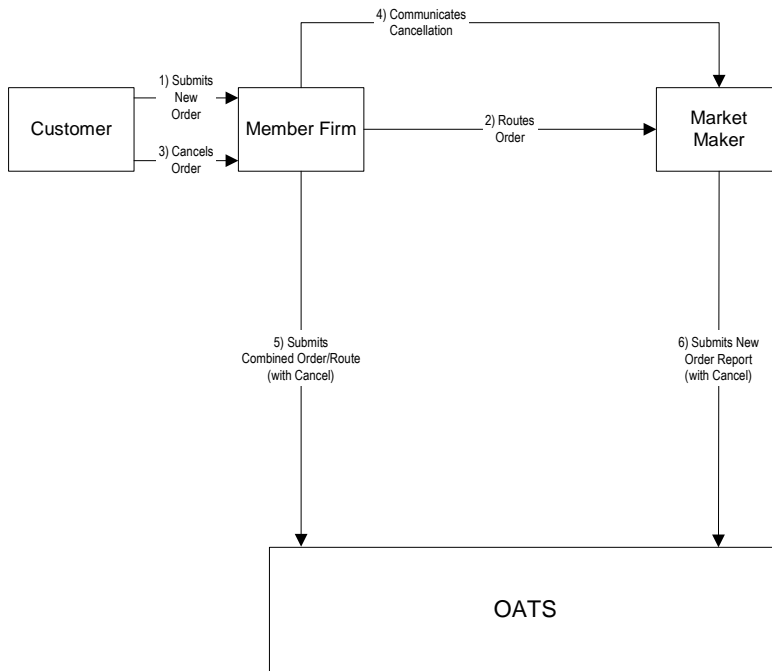 4) Communicates
Cancellation
1) Submits
New
Order
Customer
Member Firm
2) Routes
Order
Market
Maker
3) Cancels
Order
5) Submits
Combined Order/Route
(with Cancel)
6) Submits New
Order Report
(with Cancel)
OATS